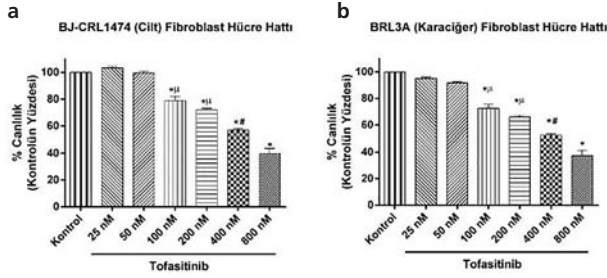 a
BJ-CRL1474 (Cilt) Fibroblast Hücre Hattı
% Canlılık
(Kontrolün Yüzdesi)
100
80
60
40
20
0
*µ
*µ
*#
*
Kontrol
25 nM
50 nM
100 nM
200 nM
400 nM
800 nM
Tofasitinib
b
BRL3A (Karaciğer) Fibroblast Hücre Hattı
% Canlılık
(Kontrolün Yüzdesi)
100
80
60
40
20
0
*µ
*µ
*#
*
Kontrol
25 nM
50 nM
100 nM
200 nM
400 nM
800 nM
Tofasitinib